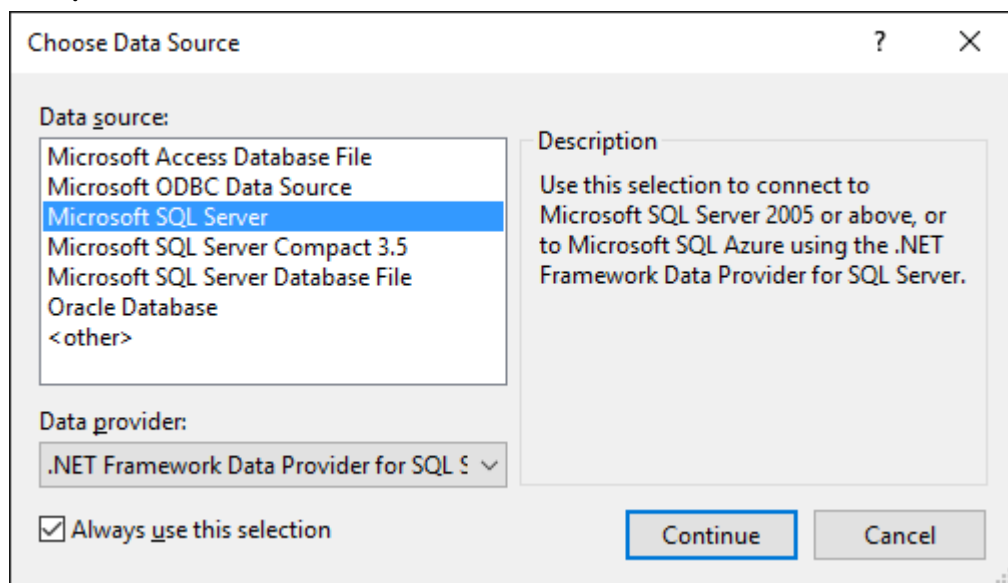 Choose Data Source
?
Data source:
Microsoft Access Database File
Microsoft ODBC Data Source
Microsoft SQL Server
Microsoft SQL Server Compact 3.5
Microsoft SQL Server Database File
Oracle Database
<other>
Data provider:
.NET Framework Data Provider for SQL S
Always use this selection
Description
Use this selection to connect to
Microsoft SQL Server 2005 or above, or
to Microsoft SQL Azure using the .NET
Framework Data Provider for SQL Server.
Continue
Cancel